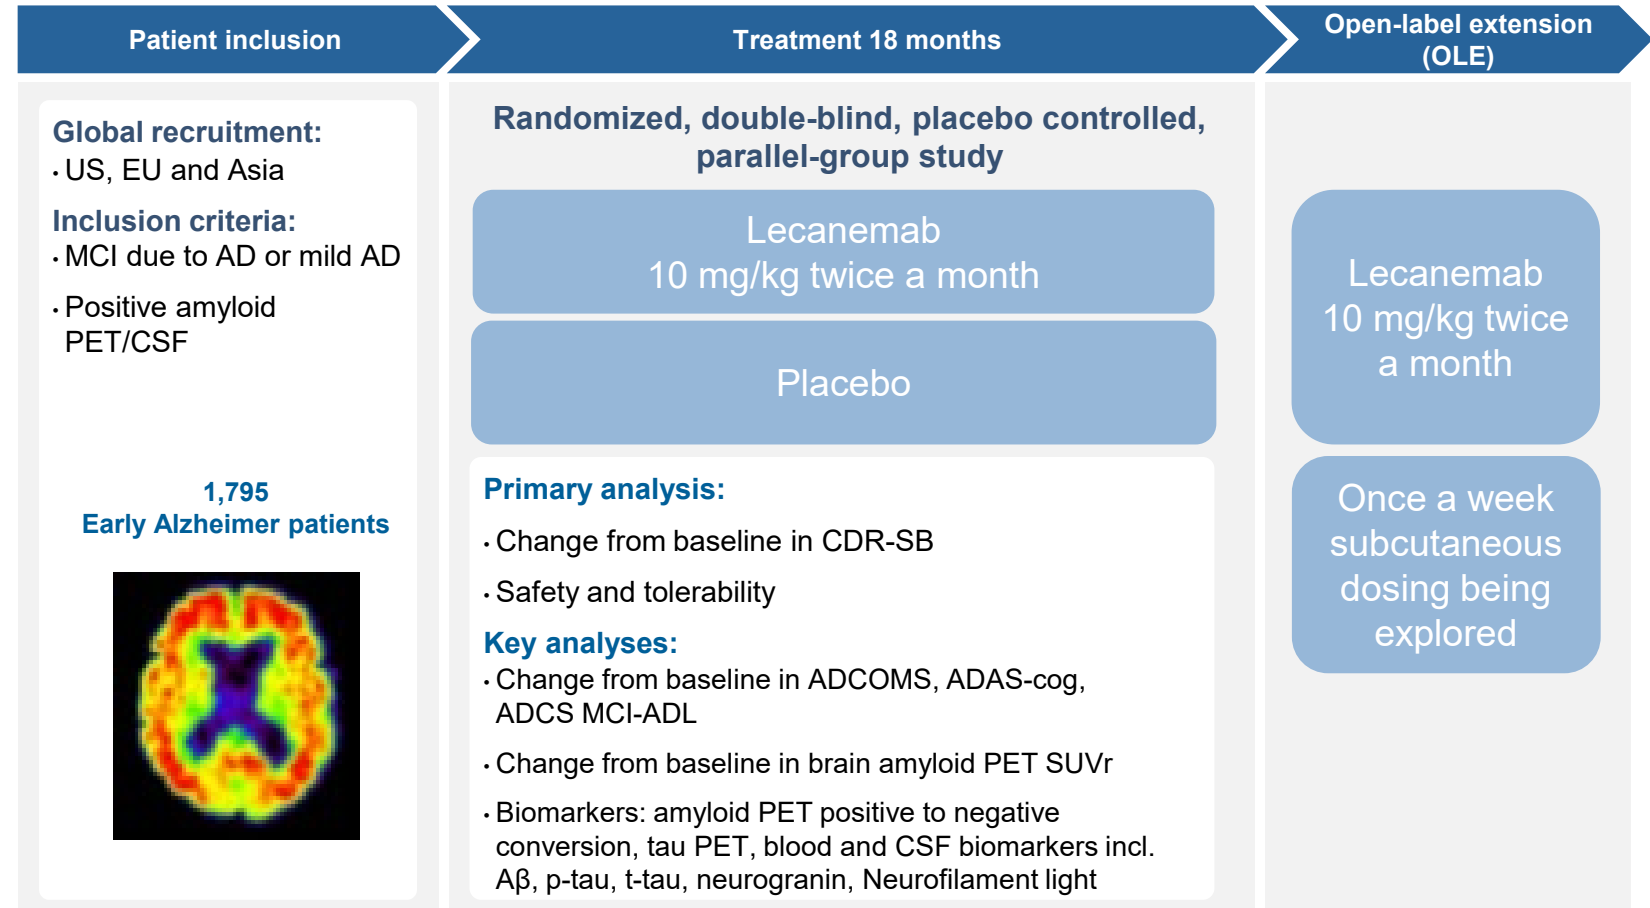 Patient inclusion
Treatment 18 months
Open-label extension
(OLE)
Global recruitment:
· US, EU and Asia
Inclusion criteria:
· MCI due to AD or mild AD
· Positive amyloid
PET/CSF
1,795
Early Alzheimer patients
Randomized, double-blind, placebo controlled,
parallel-group study
Lecanemab
10 mg/kg twice a month
Placebo
Primary analysis:
· Change from baseline in CDR-SB
· Safety and tolerability
Key analyses:
· Change from baseline in ADCOMS, ADAS-cog,
ADCS MCI-ADL
· Change from baseline in brain amyloid PET SUVr
· Biomarkers: amyloid PET positive to negative
conversion, tau PET, blood and CSF biomarkers incl.
Aβ, p-tau, t-tau, neurogranin, Neurofilament light
Lecanemab
10 mg/kg twice
a month
Once a week
subcutaneous
dosing being
explored